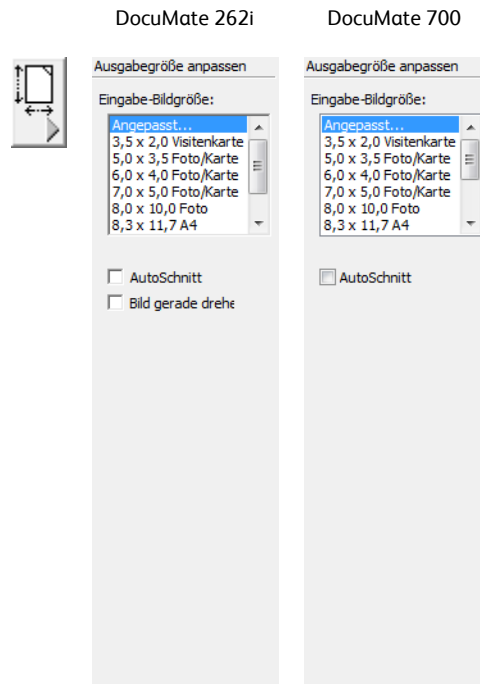 DocuMate 262i
DocuMate 700
Ausgabegröße anpassen
Eingabe-Bildgröße:
Angepasst...
3,5 x 2,0 Visitenkarte
5,0 x 3,5 Foto/Karte
6,0 x 4,0 Foto/Karte
7,0 x 5,0 Foto/Karte
8,0 x 10,0 Foto
8,3 x 11,7 A4
AutoSchnitt
Bild gerade drehe
Ausgabegröße anpassen
Eingabe-Bildgröße:
Angepasst...
3,5 x 2,0 Visitenkarte
5,0 x 3,5 Foto/Karte
6,0 x 4,0 Foto/Karte
7,0 x 5,0 Foto/Karte
8,0 x 10,0 Foto
8,3 x 11,7 A4
AutoSchnitt